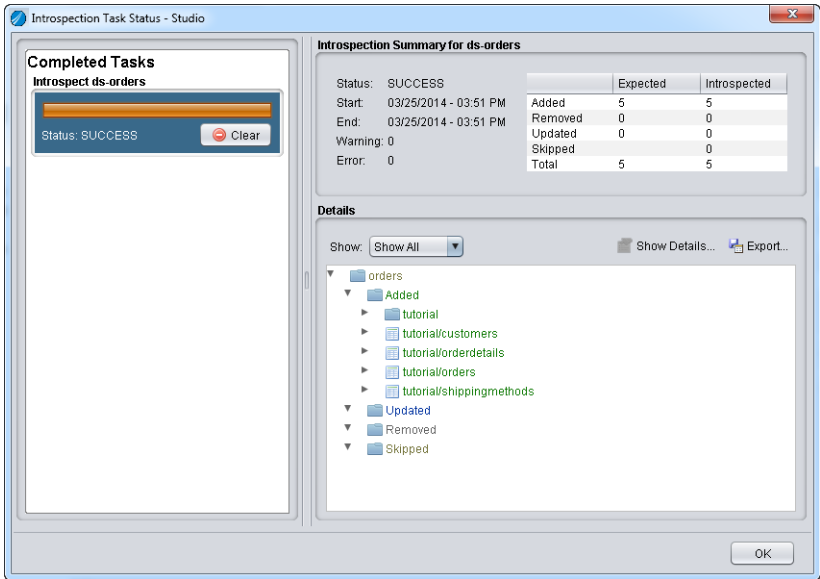 Introspection Task Status - Studio
Completed Tasks
Introspect ds-orders
Status: SUCCESS
Clear
Introspection Summary for ds-orders
Status: SUCCESS
Start: 03/25/2014 - 03:51 PM
End: 03/25/2014 - 03:51 PM
Warning: 0
Error: 0
Expected Introspected
Added 5 5
Removed 0 0
Updated 0 0
Skipped 0
Total 5 5
Details
Show: Show All
Show Details...
Export...
orders
Added
tutorial
tutorial/customers
tutorial/orderdetails
tutorial/orders
tutorial/shippingmethods
Updated
Removed
Skipped
OK